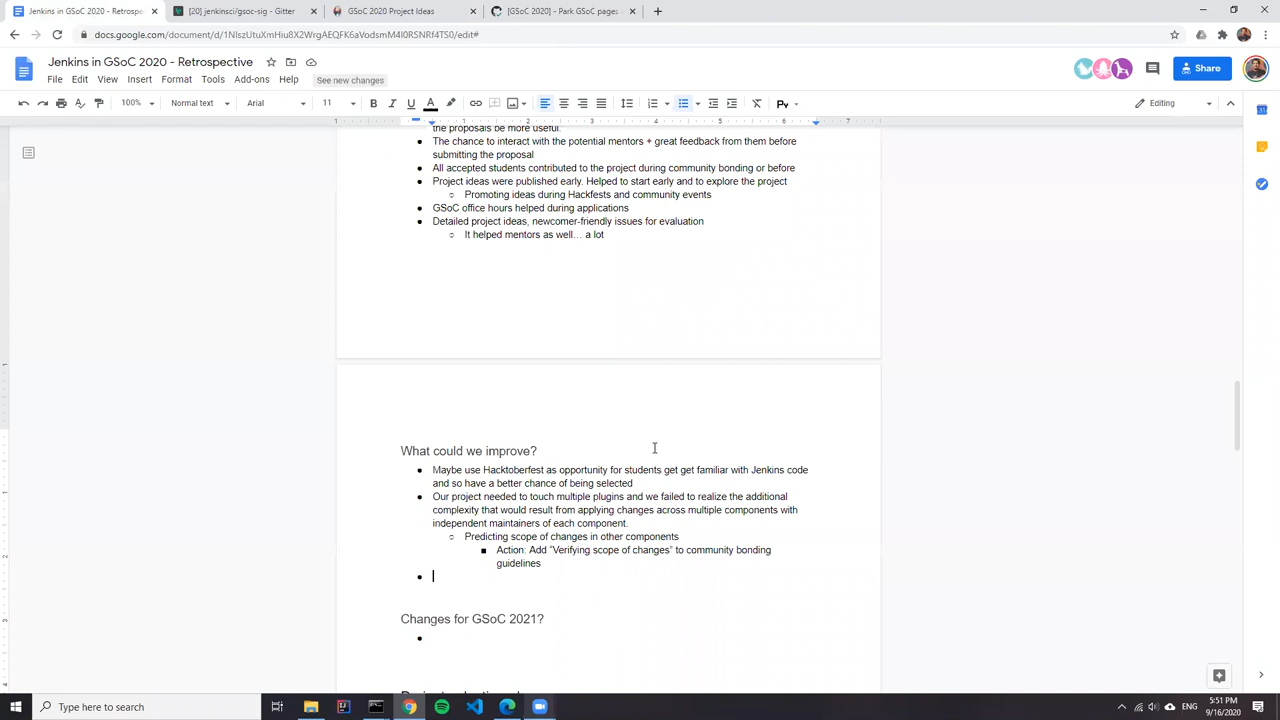 Jenkins in GSoC 2020 - Retrospec
[20] jenkinsci/gsoc-sig - Gitter
GSoC 2020 Project Ideas
[GSoC 2020] - Park GSoC pages
docs.google.com/document/d/1NIszUtuXmHiu8X2WrgAEQFK6aVodsmM4I0RSNRf4TS0/edit#
Jenkins in GSoC 2020 - Retrospective
File Edit View Insert Format Tools Add-ons Help See new changes
Share
100% Normal text Arial 11 B I U A Editing
1 1 2 3 4 5 6 7
the proposals be more useful.
The chance to interact with the potential mentors + great feedback from them before
submitting the proposal
All accepted students contributed to the project during community bonding or before
Project ideas were published early. Helped to start early and to explore the project
Promoting ideas during Hackfests and community events
GSoC office hours helped during applications
Detailed project ideas, newcomer-friendly issues for evaluation
It helped mentors as well… a lot
What could we improve?
Maybe use Hacktoberfest as opportunity for students get get familiar with Jenkins code
and so have a better chance of being selected
Our project needed to touch multiple plugins and we failed to realize the additional
complexity that would result from applying changes across multiple components with
independent maintainers of each component.
Predicting scope of changes in other components
Action: Add “Verifying scope of changes” to community bonding
guidelines
Changes for GSoC 2021?
Type here to search
ENG
5:51 PM
9/16/2020